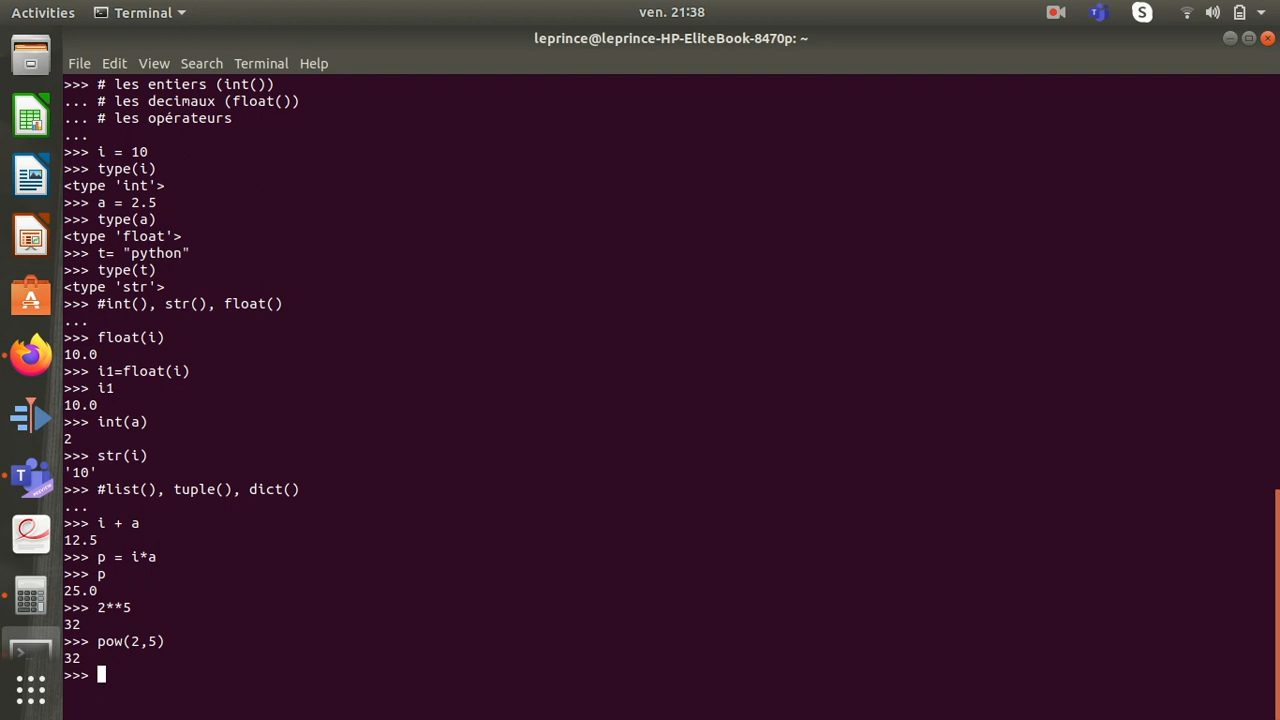 Activities
Terminal
ven. 21:38
leprince@leprince-HP-EliteBook-8470p: ~
File Edit View Search Terminal Help
>>> # les entiers (int())
... # les decimaux (float())
... # les opérateurs
...
>>> i = 10
>>> type(i)
<type 'int'>
>>> a = 2.5
>>> type(a)
<type 'float'>
>>> t= "python"
>>> type(t)
<type 'str'>
>>> #int(), str(), float()
...
>>> float(i)
10.0
>>> i1=float(i)
>>> i1
10.0
>>> int(a)
2
>>> str(i)
'10'
>>> #list(), tuple(), dict()
...
>>> i + a
12.5
>>> p = i*a
>>> p
25.0
>>> 2**5
32
>>> pow(2,5)
32
>>>